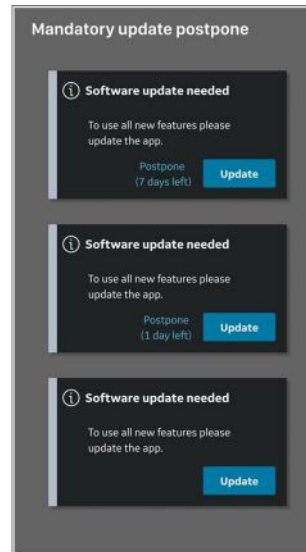 Mandatory update postpone
Software update needed
To use all new features please
update the app.
Postpone
(7 days left)
Update
Software update needed
To use all new features please
update the app.
Postpone
(1 day left)
Update
Software update needed
To use all new features please
update the app.
Update